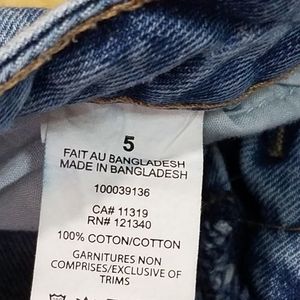 5
FAIT AU BANGLADESH
MADE IN BANGLADESH
100039136
CA# 11319
RN# 121340
100% COTON/COTTON
GARNITURES NON
COMPRISES/EXCLUSIVE OF
TRIMS